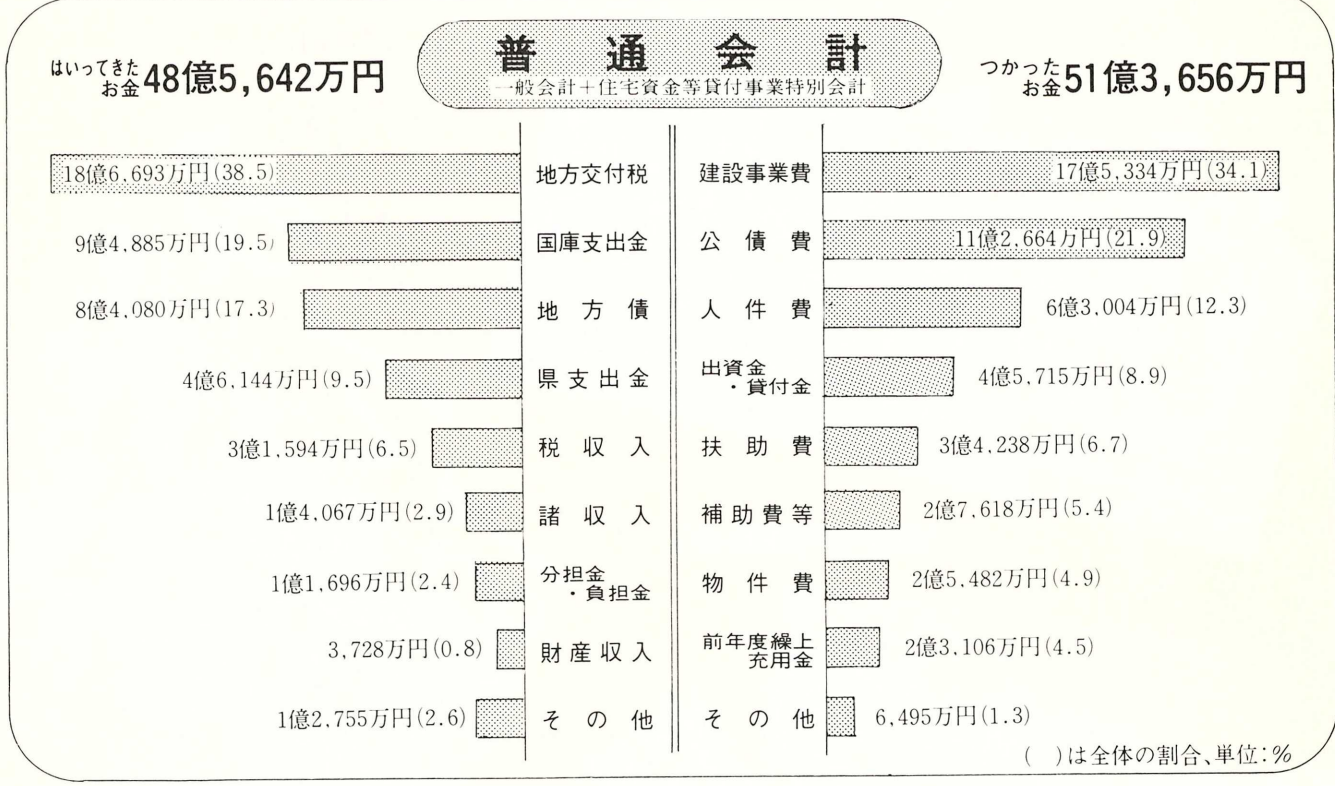 普通会計
一般会計+住宅資金等貸付事業特別会計
はいってきたお金48億5,642万円
つかったお金51億3,656万円
18億6,693万円(38.5) 地方交付税
9億4,885万円(19.5) 国庫支出金
8億4,080万円(17.3) 地方債
4億6,144万円(9.5) 県支出金
3億1,594万円(6.5) 税収入
1億4,067万円(2.9) 諸収入
1億1,696万円(2.4) 分担金・負担金
3,728万円(0.8) 財産収入
1億2,755万円(2.6) その他
建設事業費 17億5,334万円(34.1)
公債費 11億2,664万円(21.9)
人件費 6億3,004万円(12.3)
出資金・貸付金 4億5,715万円(8.9)
扶助費 3億4,238万円(6.7)
補助費等 2億7,618万円(5.4)
物件費 2億5,482万円(4.9)
前年度繰上充用金 2億3,106万円(4.5)
その他 6,495万円(1.3)
( )は全体の割合、単位:%